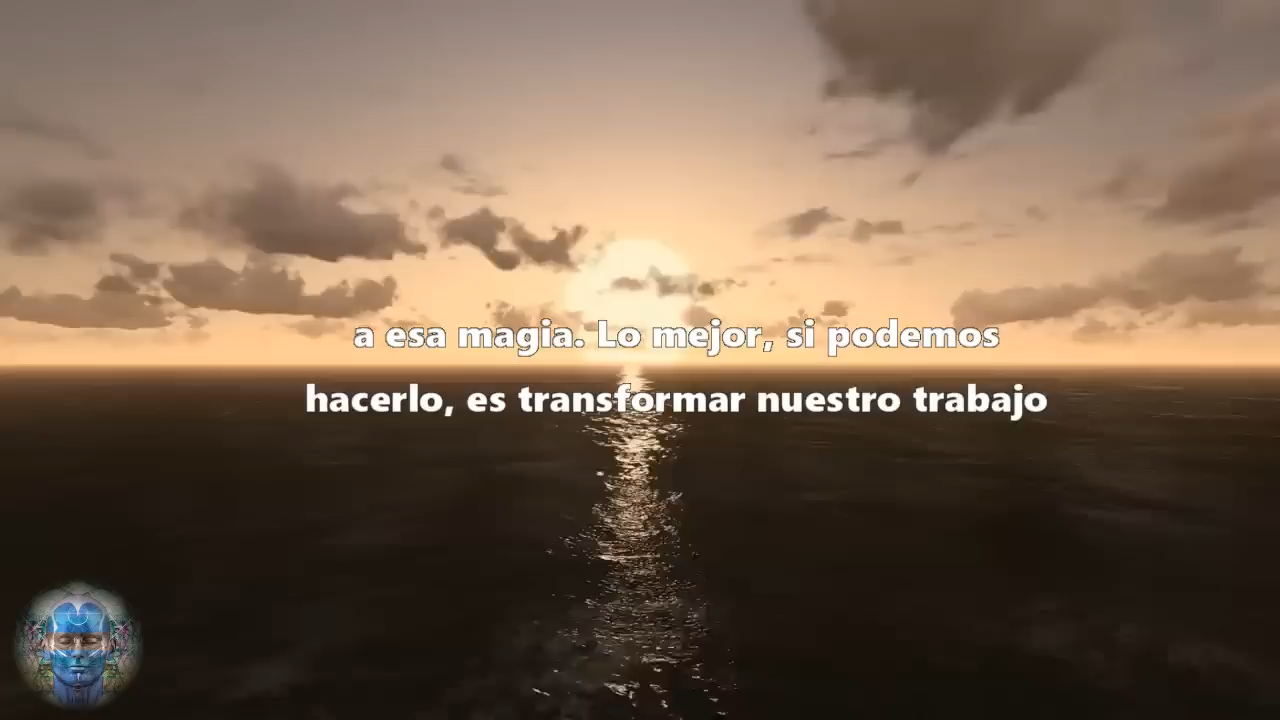 a esa magia. Lo mejor, si podemos
hacerlo, es transformar nuestro trabajo